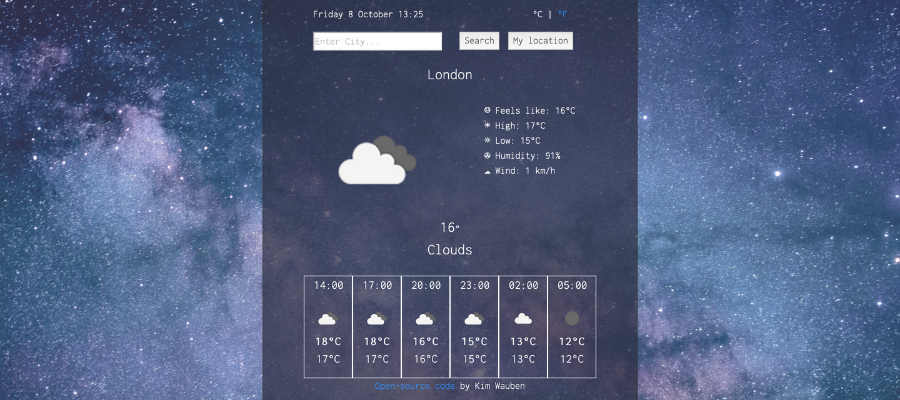 Friday 8 October 13:25
°C | °F
Enter City...
Search
My location
London
Feels like: 16°C
High: 17°C
Low: 15°C
Humidity: 91%
Wind: 1 km/h
16°
Clouds
14:00 17:00 20:00 23:00 02:00 05:00
18°C 18°C 16°C 15°C 13°C 12°C
17°C 17°C 16°C 15°C 13°C 12°C
Open-source code by Kim Wauben